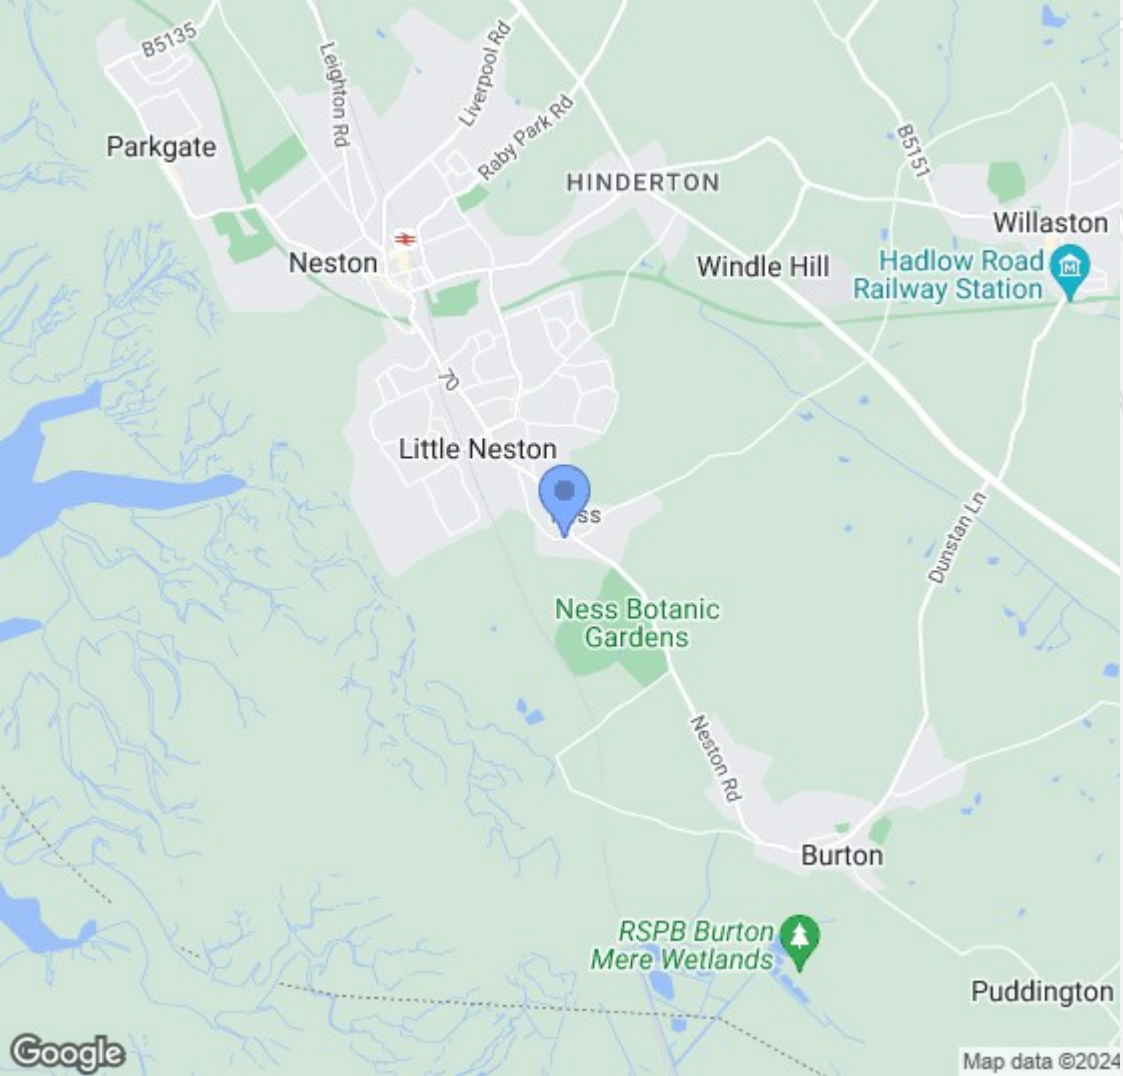 B5135
Leighton Rd
Liverpool Rd
Raby Park Rd
B5151
Parkgate
HINDERTON
Willaston
Neston
Windle Hill
Hadlow Road
Railway Station
70
Little Neston
Dunstan Ln
Ness Botanic
Gardens
Neston Rd
Burton
RSPB Burton
Mere Wetlands
Puddington
Google
Map data ©2024